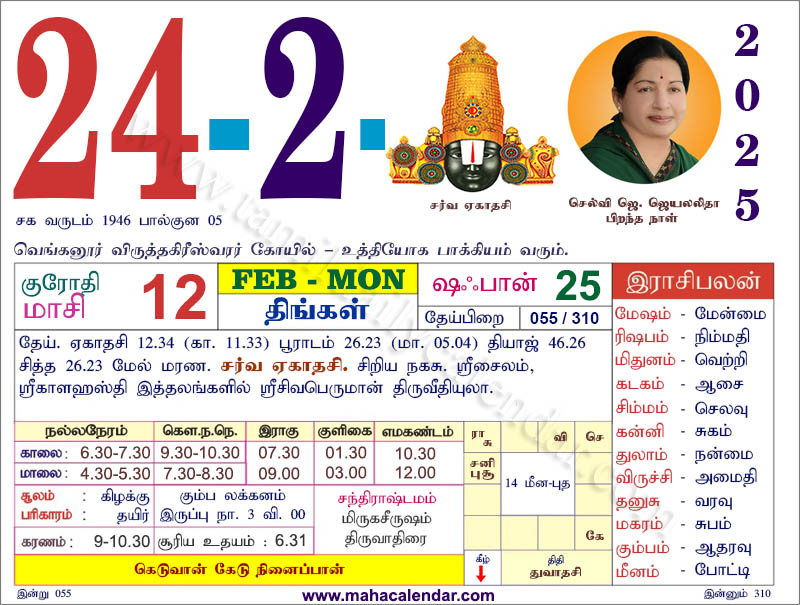 24-2-
2025
சர்வ ஏகாதசி
செல்வி ஜெ. ஜெயலலிதா
பிறந்த நாள்
சக வருடம் 1946 பால்குன 05
வெங்கனூர் விருத்தகிரீஸ்வரர் கோயில் – உத்தியோக பாக்கியம் வரும்.
குரோதி
மாசி
12
FEB - MON
திங்கள்
ஷஃபான் 25
தேய்பிறை 055 / 310
தேய். ஏகாதசி 12.34 (கா. 11.33) பூராடம் 26.23 (மா. 05.04) தியாஜ் 46.26
சித்த 26.23 மேல் மரண. சர்வ ஏகாதசி. சிறிய நகசு. ஸ்ரீசைலம்,
ஸ்ரீகாளஹஸ்தி இத்தலங்களில் ஸ்ரீசிவபெருமான் திருவீதியுலா.
இராசிபலன்
மேஷம் - மேன்மை
ரிஷபம் - நிம்மதி
மிதுனம் - வெற்றி
கடகம் - ஆசை
சிம்மம் - செலவு
கன்னி - சுகம்
துலாம் - நன்மை
விருச்சி - அமைதி
தனுசு - வரவு
மகரம் - சுபம்
கும்பம் - ஆதரவு
மீனம் - போட்டி
நல்லநேரம் கௌ.ந.நே. இராகு குளிகை எமகண்டம்
காலை: 6.30-7.30 9.30-10.30 07.30 01.30 10.30
மாலை: 4.30-5.30 7.30-8.30 09.00 03.00 12.00
சூலம் : கிழக்கு
பரிகாரம் : தயிர்
கும்ப லக்கனம்
இருப்பு நா. 3 வி. 00
கரணம் : 9-10.30 சூரிய உதயம் : 6.31
சந்திராஷ்டமம்
மிருகசீருஷம்
திருவாதிரை
ரா
சு
வி
செ
சனி
புசூ
14 மீன-புத
கே
கீழ்
திதி
துவாதசி
கெடுவான் கேடு நினைப்பான்
இன்று 055
www.mahacalendar.com
இன்னும் 310
www.tamildailycalendar.com